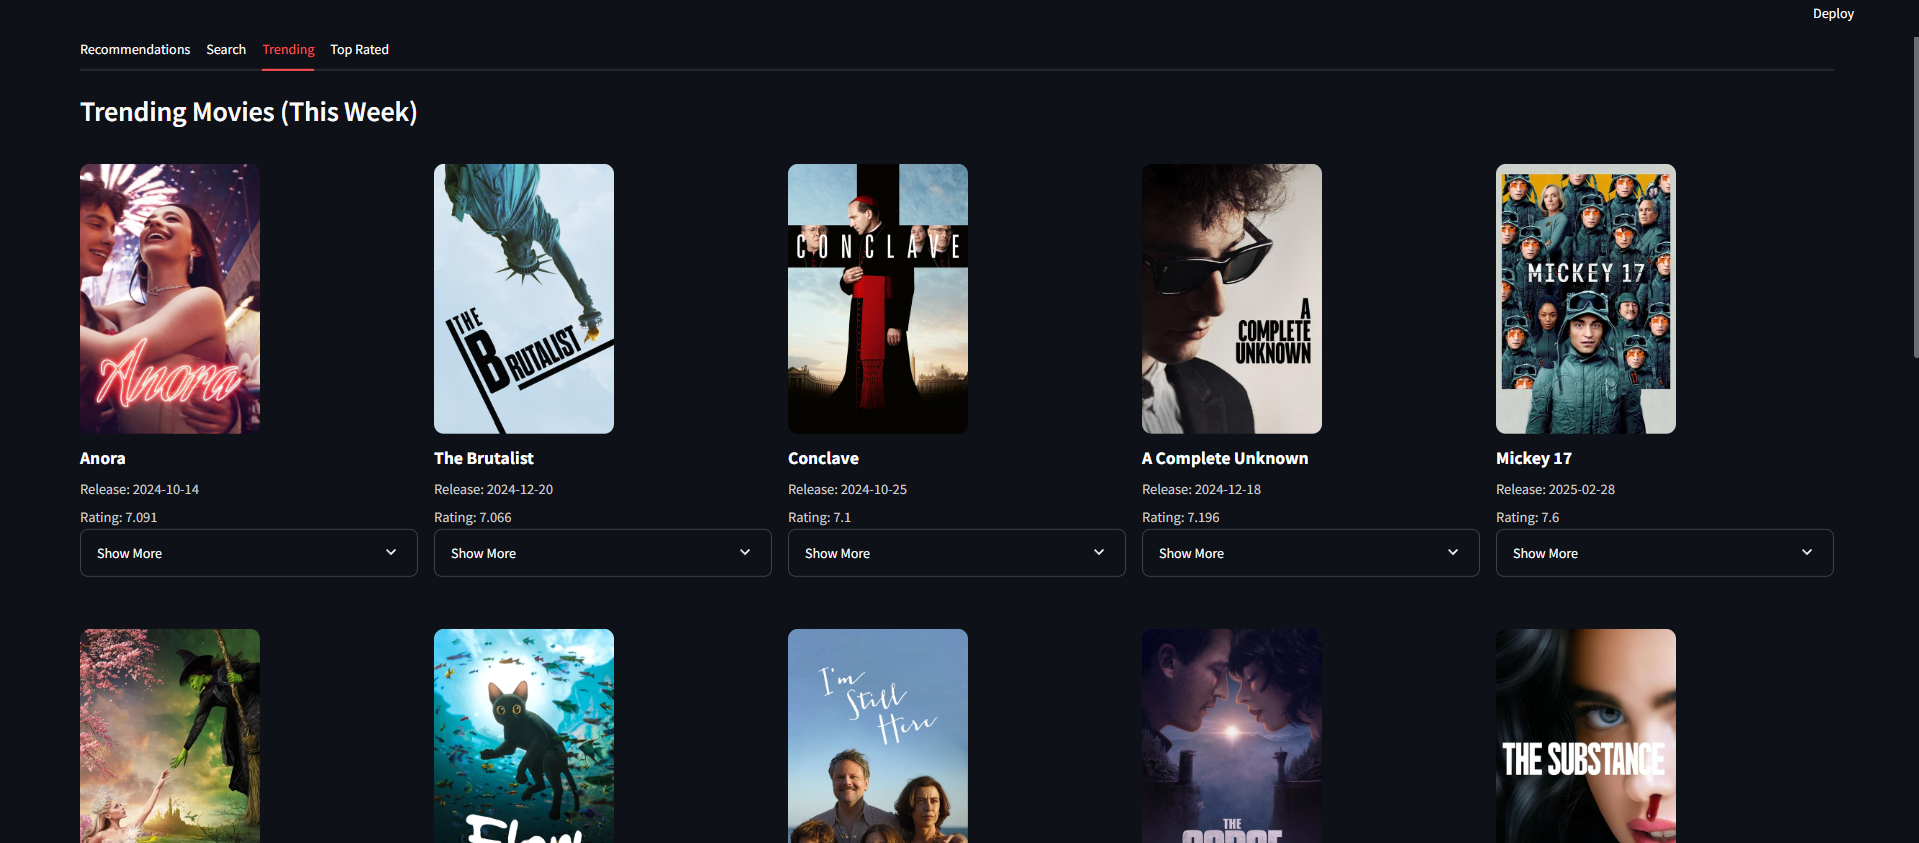 Deploy
Recommendations Search Trending Top Rated
Trending Movies (This Week)
Anora
THE
BRUTALIST
CONCLAVE
A
COMPLETE
UNKNOWN
MICKEY 17
Anora
The Brutalist
Conclave
A Complete Unknown
Mickey 17
Release: 2024-10-14
Release: 2024-12-20
Release: 2024-10-25
Release: 2024-12-18
Release: 2025-02-28
Rating: 7.091
Rating: 7.066
Rating: 7.1
Rating: 7.196
Rating: 7.6
Show More
Show More
Show More
Show More
Show More
Flow
I'm
Still
Here
THE
GORGE
THE SUBSTANCE